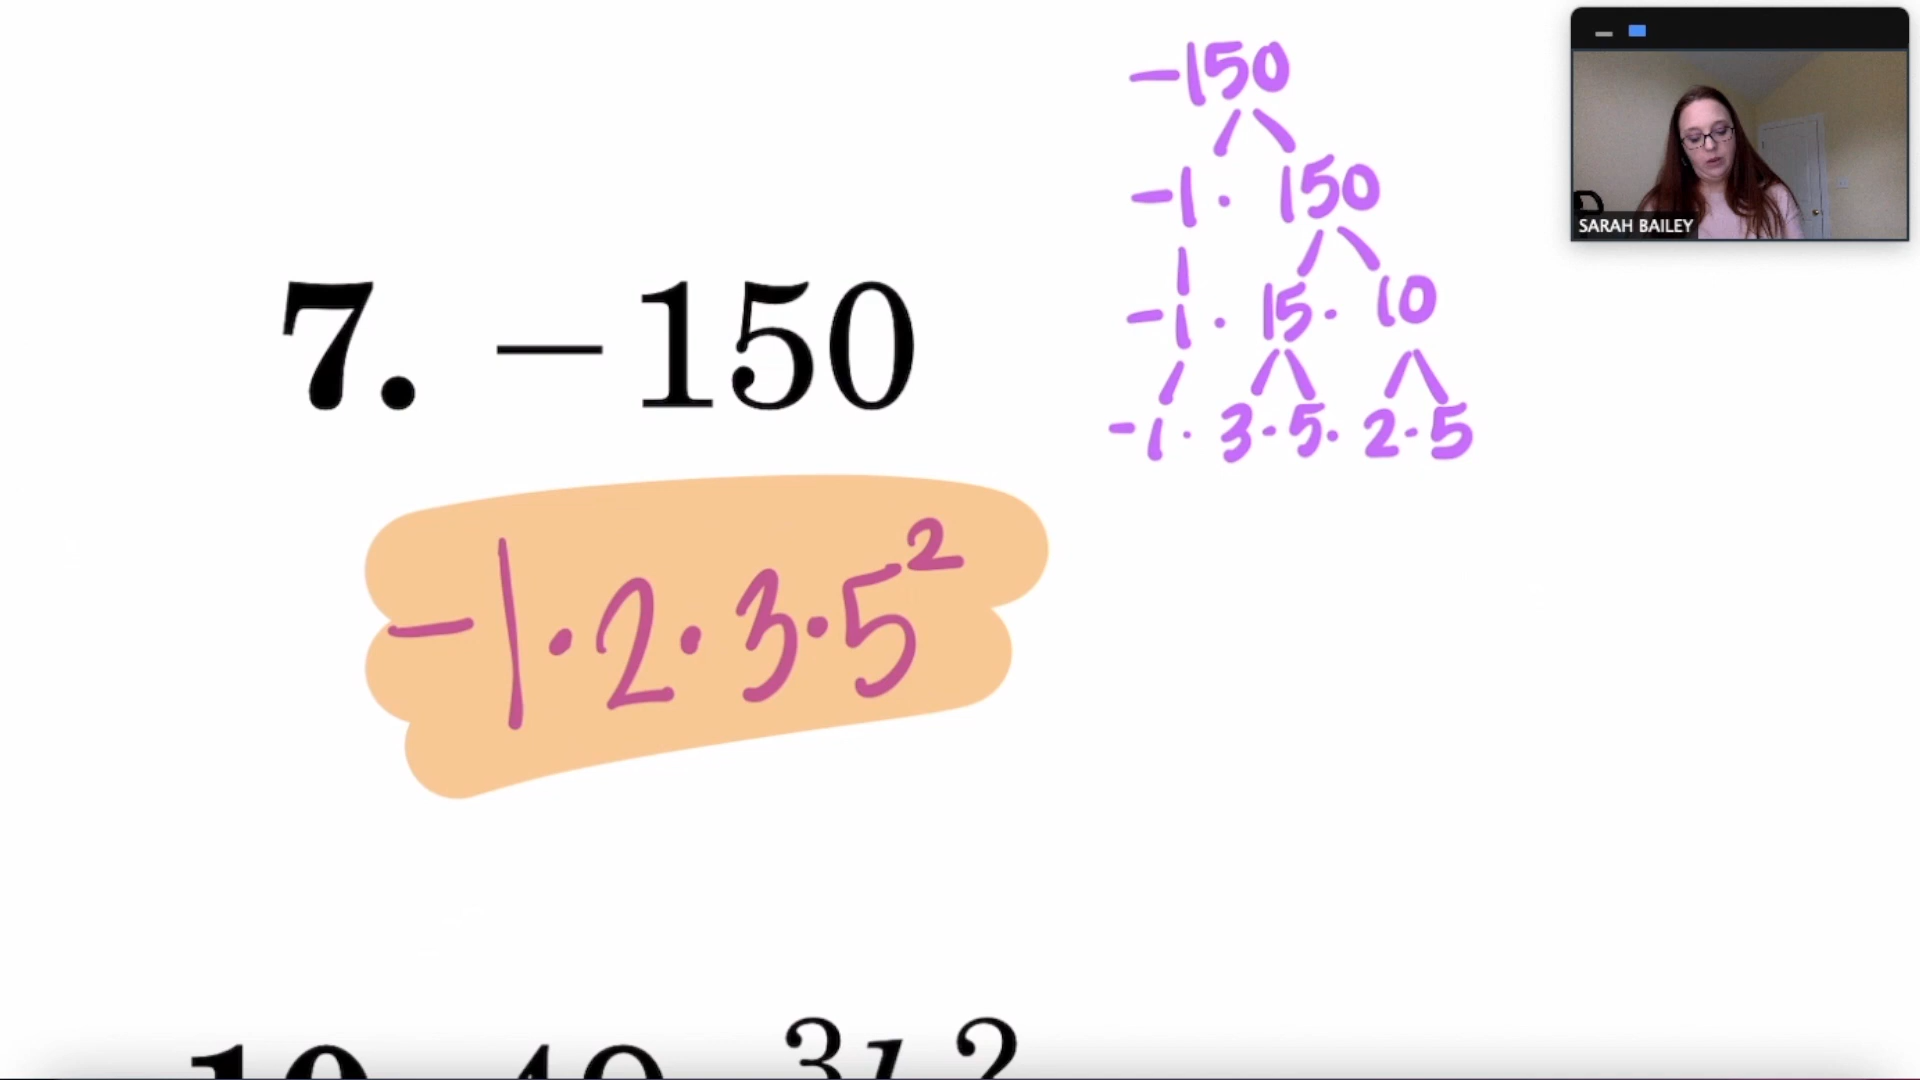 -150
-1 · 150
SARAH BAILEY
7. −150
-1 · 15 · 10
-1 · 3 · 5 · 2 · 5
-1 · 2 · 3 · 5²